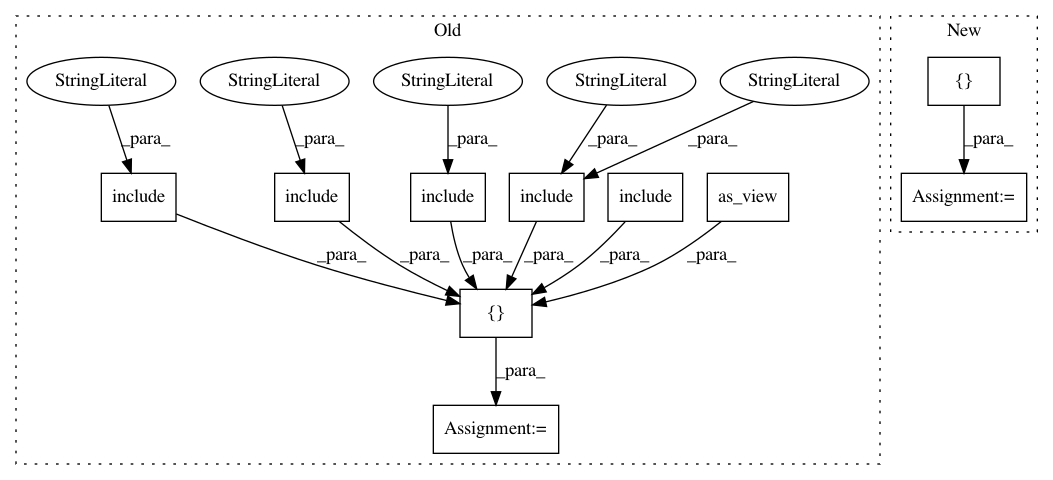 Old
New
StringLiteral
StringLiteral
StringLiteral
StringLiteral
StringLiteral
{}
_para_
_para_
_para_
_para_
_para_
_para_
include
include
include
include
include
as_view
Assignment:=
_para_
_para_
_para_
_para_
_para_
_para_
{}
_para_
Assignment:=